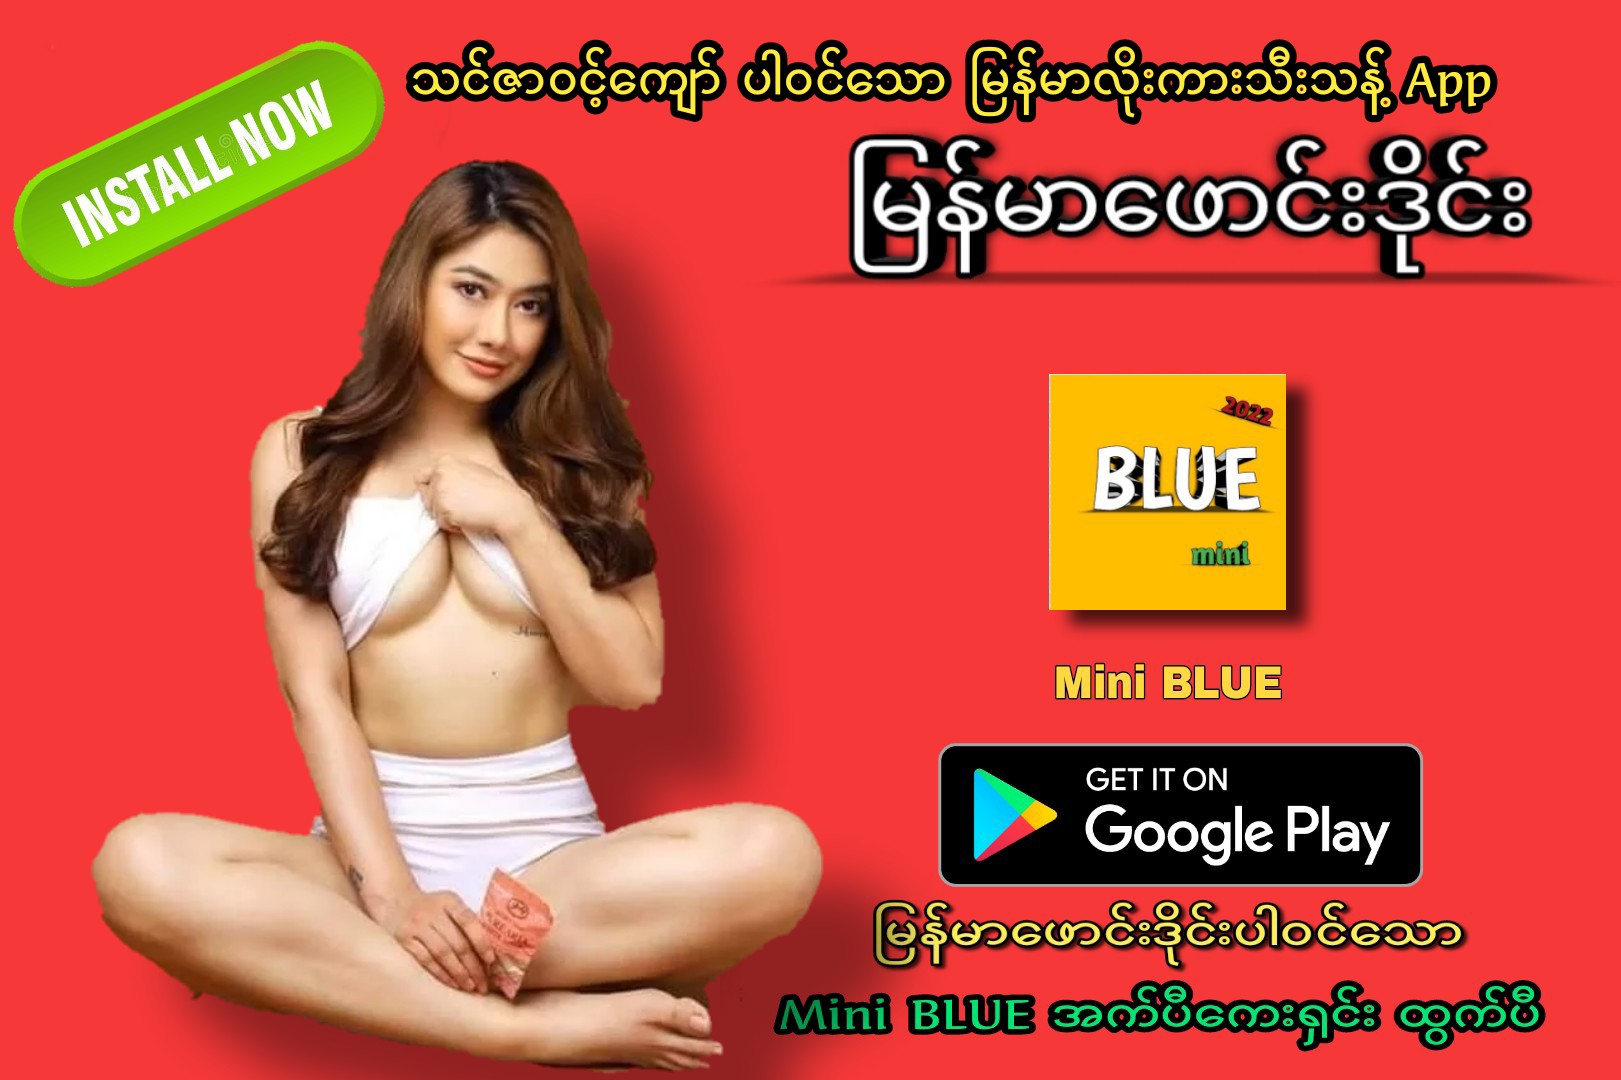 INSTALL NOW
သင်ဇာဝင့်ကျော် ပါဝင်သော မြန်မာလိုးကားသီးသန့် App
မြန်မာဖောင်းဒိုင်း
2022
BLUE
mini
Mini BLUE
GET IT ON
Google Play
မြန်မာဖောင်းဒိုင်းပါဝင်သော
Mini BLUE အက်ပီကေးရှင်း ထွက်ပီ